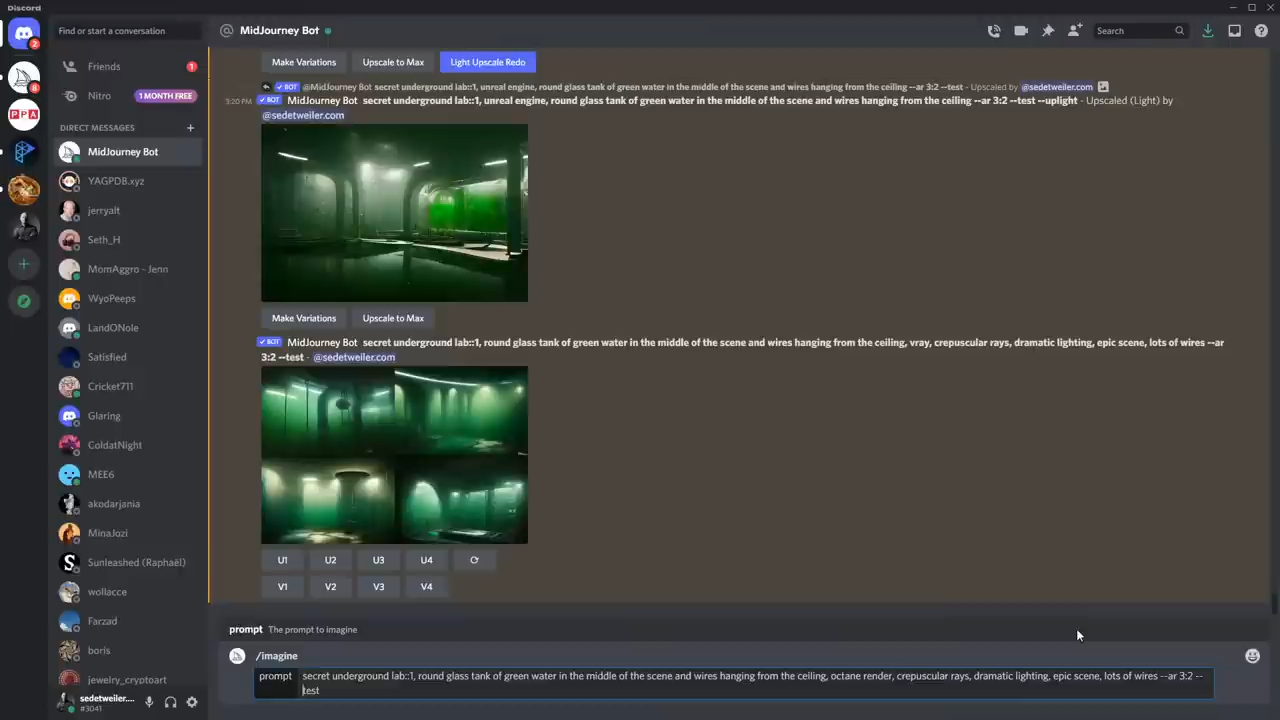 Discord
Find or start a conversation
MidJourney Bot
Search
2
Friends
1
Make Variations
Upscale to Max
Light Upscale Redo
8
Nitro
1 MONTH FREE
BOT @MidJourney Bot secret underground lab::1, unreal engine, round glass tank of green water in the middle of the scene and wires hanging from the ceiling --ar 3:2 --test - Upscaled by @sedetweiler.com
3:20 PM BOT MidJourney Bot secret underground lab::1, unreal engine, round glass tank of green water in the middle of the scene and wires hanging from the ceiling --ar 3:2 --test --uplight - Upscaled (Light) by
@sedetweiler.com
PPA
DIRECT MESSAGES
MidJourney Bot
YAGPDB.xyz
jerryalt
Seth_H
MomAggro - Jenn
WyoPeeps
LandONole
Satisfied
Cricket711
Glaring
ColdatNight
MEE6
akodarjania
MinaJozi
Sunleashed (Raphaël)
wollacce
Farzad
boris
jewelry_cryptoart
sedetweiler....
#3041
Make Variations
Upscale to Max
BOT MidJourney Bot secret underground lab::1, round glass tank of green water in the middle of the scene and wires hanging from the ceiling, vray, crepuscular rays, dramatic lighting, epic scene, lots of wires --ar
3:2 --test - @sedetweiler.com
U1
U2
U3
U4
V1
V2
V3
V4
prompt The prompt to imagine
/imagine
prompt secret underground lab::1, round glass tank of green water in the middle of the scene and wires hanging from the ceiling, octane render, crepuscular rays, dramatic lighting, epic scene, lots of wires --ar 3:2 --
test